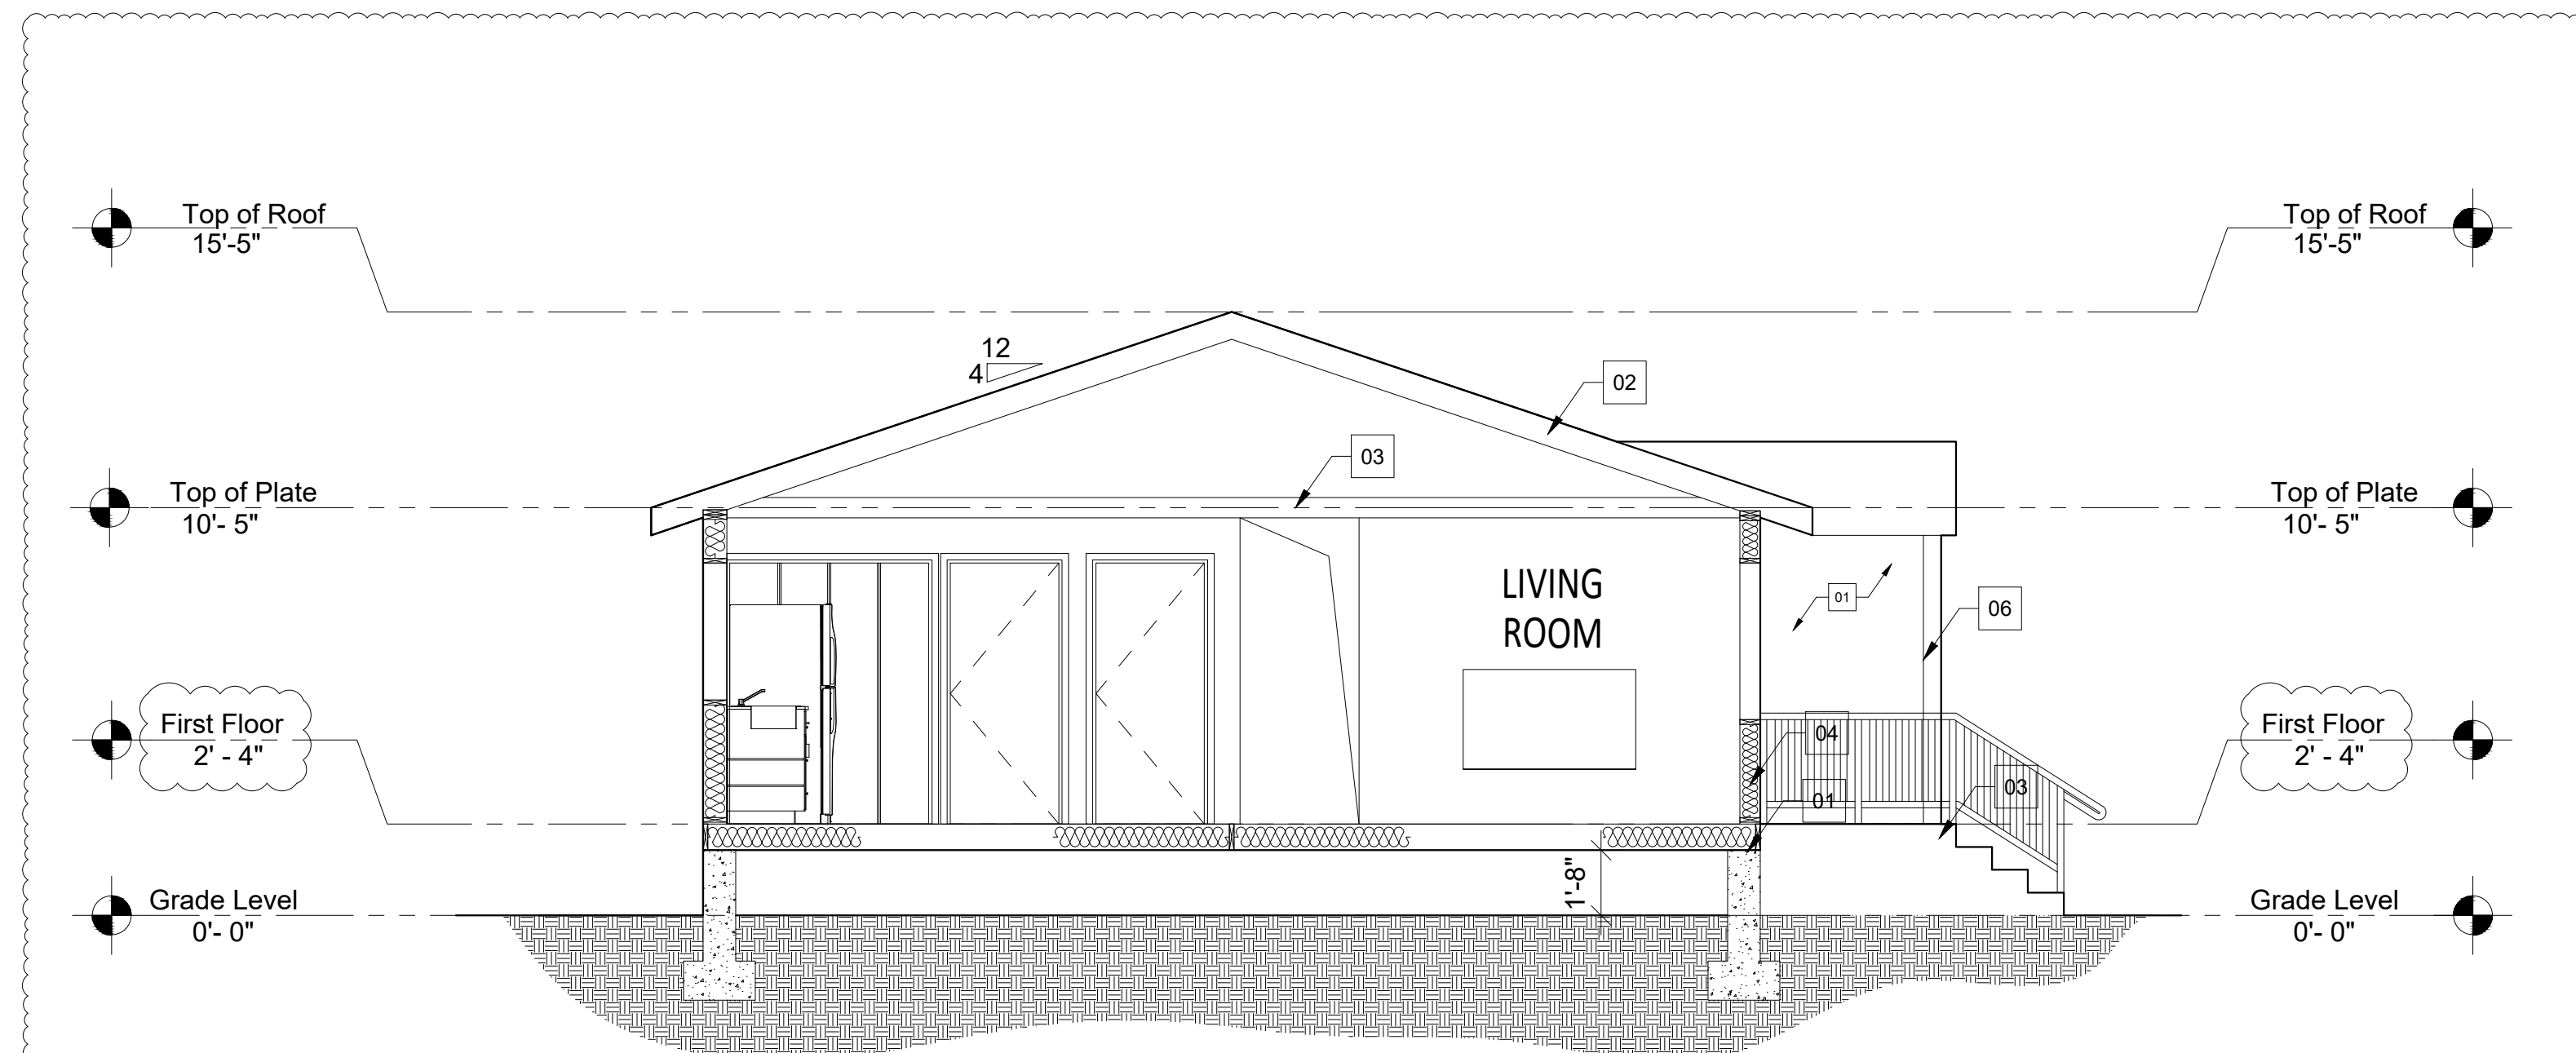 Top of Roof
15'-5"
Top of Roof
15'-5"
12
4
02
03
Top of Plate
10'- 5"
Top of Plate
10'- 5"
LIVING
ROOM
01
06
First Floor
2' - 4"
First Floor
2' - 4"
04
03
01
1'-8"
Grade Level
0'- 0"
Grade Level
0'- 0"